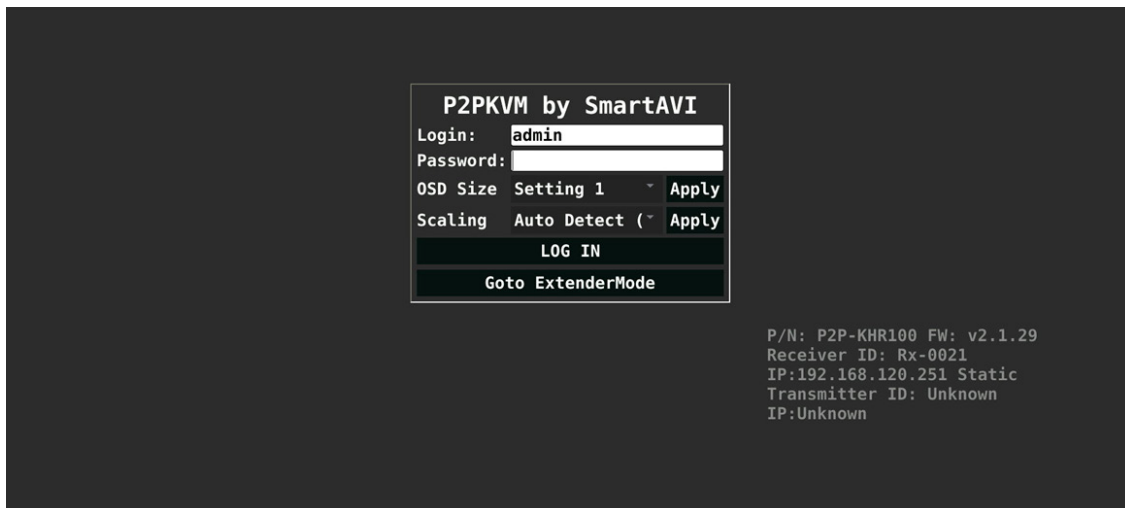 P2PKVM by SmartAVI
Login: admin
Password:
OSD Size Setting 1 Apply
Scaling Auto Detect ( Apply
LOG IN
Goto ExtenderMode
P/N: P2P-KHR100 FW: v2.1.29
Receiver ID: Rx-0021
IP:192.168.120.251 Static
Transmitter ID: Unknown
IP:Unknown